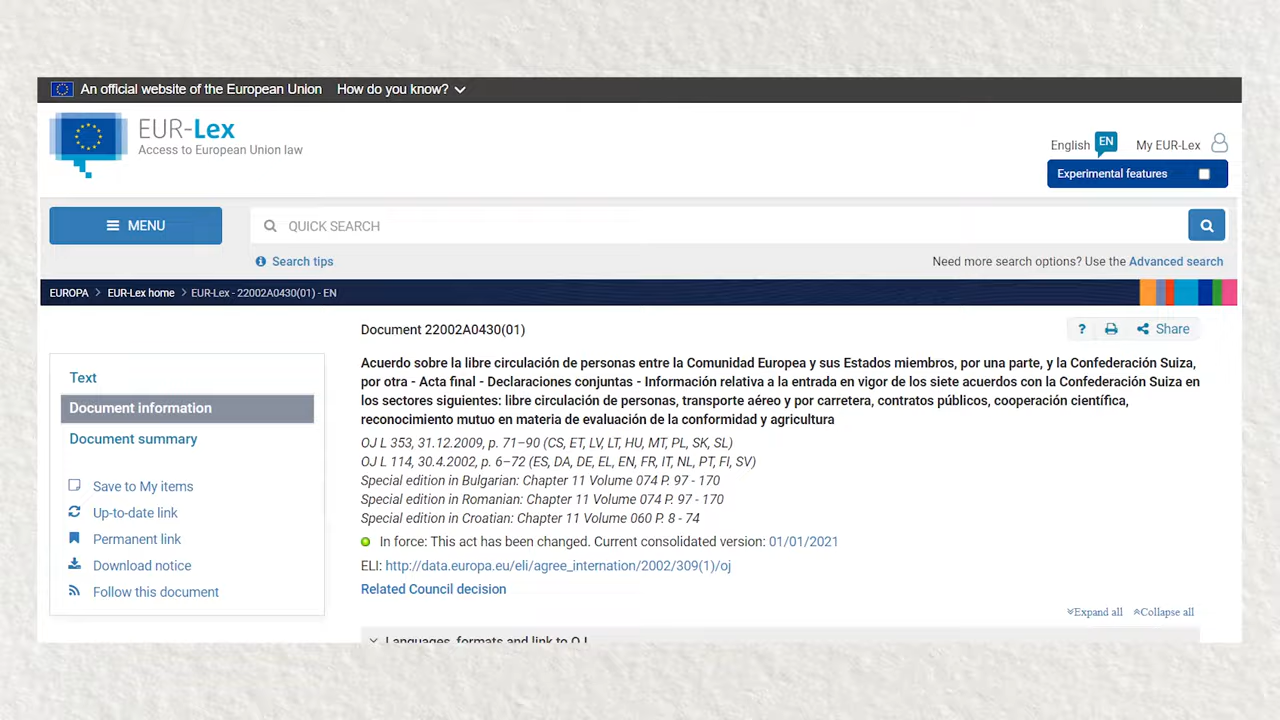 An official website of the European Union How do you know?
EUR-Lex
Access to European Union law
English EN My EUR-Lex
Experimental features
MENU
QUICK SEARCH
Search tips
Need more search options? Use the Advanced search
EUROPA > EUR-Lex home > EUR-Lex - 22002A0430(01) - EN
Text
Document information
Document summary
Save to My items
Up-to-date link
Permanent link
Download notice
Follow this document
Document 22002A0430(01)
? Share
Acuerdo sobre la libre circulación de personas entre la Comunidad Europea y sus Estados miembros, por una parte, y la Confederación Suiza,
por otra - Acta final - Declaraciones conjuntas - Información relativa a la entrada en vigor de los siete acuerdos con la Confederación Suiza en
los sectores siguientes: libre circulación de personas, transporte aéreo y por carretera, contratos públicos, cooperación científica,
reconocimiento mutuo en materia de evaluación de la conformidad y agricultura
OJ L 353, 31.12.2009, p. 71–90 (CS, ET, LV, LT, HU, MT, PL, SK, SL)
OJ L 114, 30.4.2002, p. 6–72 (ES, DA, DE, EL, EN, FR, IT, NL, PT, FI, SV)
Special edition in Bulgarian: Chapter 11 Volume 074 P. 97 - 170
Special edition in Romanian: Chapter 11 Volume 074 P. 97 - 170
Special edition in Croatian: Chapter 11 Volume 060 P. 8 - 74
In force: This act has been changed. Current consolidated version: 01/01/2021
ELI: http://data.europa.eu/eli/agree_internation/2002/309(1)/oj
Related Council decision
Expand all Collapse all
Languages, formats and link to OJ